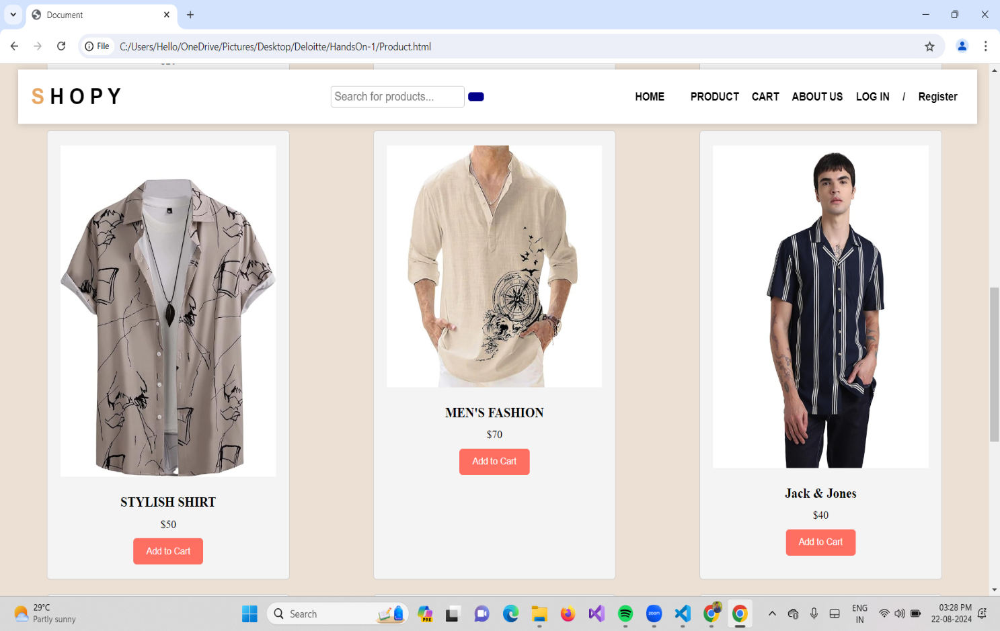 Document
File
C:/Users/Hello/OneDrive/Pictures/Desktop/Deloitte/HandsOn-1/Product.html
SHOPY
Search for products...
HOME PRODUCT CART ABOUT US LOG IN / Register
STYLISH SHIRT
$50
Add to Cart
MEN'S FASHION
$70
Add to Cart
Jack & Jones
$40
Add to Cart
29°C
Partly sunny
Search
PRE
zoom
ENG
IN
03:28 PM
22-08-2024